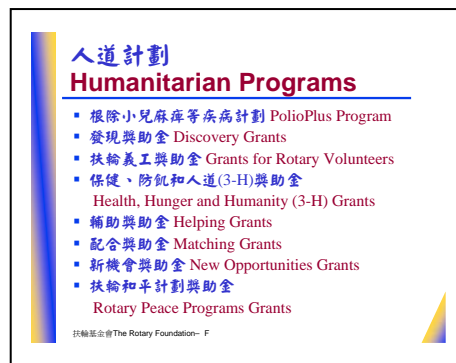 人道計劃
Humanitarian Programs
根除小兒麻痺等疾病計劃 PolioPlus Program
發現獎助金 Discovery Grants
扶輪義工獎助金 Grants for Rotary Volunteers
保健、防飢和人道(3-H)獎助金
Health, Hunger and Humanity (3-H) Grants
輔助獎助金 Helping Grants
配合獎助金 Matching Grants
新機會獎助金 New Opportunities Grants
扶輪和平計劃獎助金
Rotary Peace Programs Grants
扶輪基金會The Rotary Foundation– F